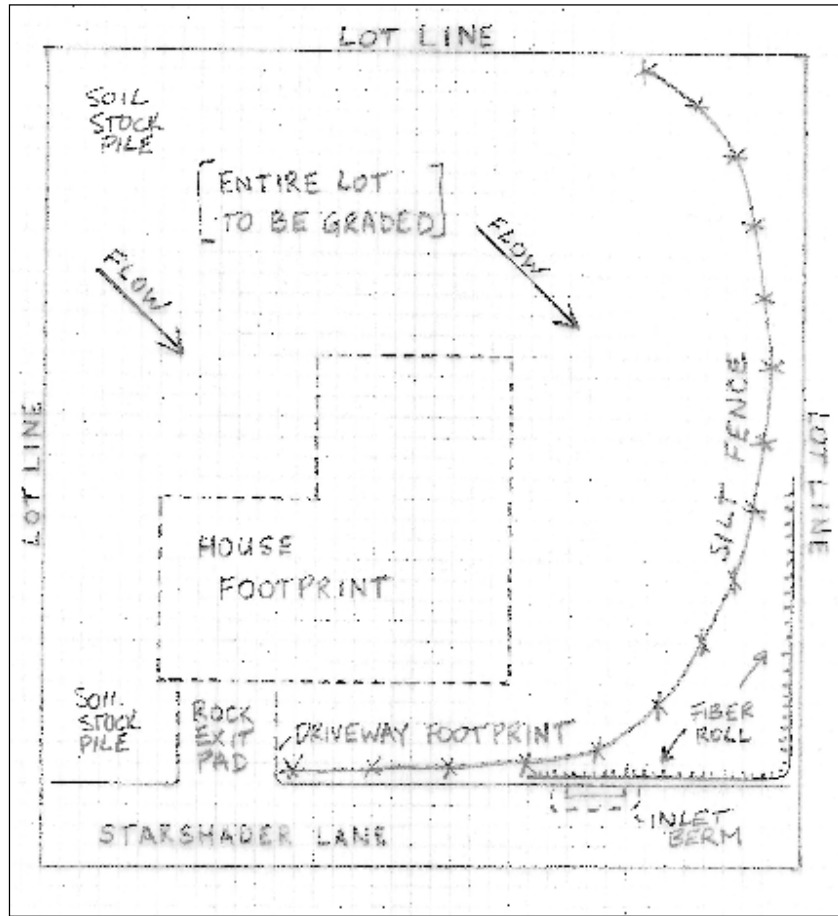 LOT LINE
SOIL
STOCK
PILE
[ENTIRE LOT
TO BE GRADED]
FLOW
FLOW
LOT LINE
SILT FENCE
LOT LINE
HOUSE
FOOTPRINT
SOIL
STOCK
PILE
ROCK
EXIT
PAD
DRIVEWAY FOOTPRINT
FIBER
ROLL
INLET
BERM
STARSHADER LANE